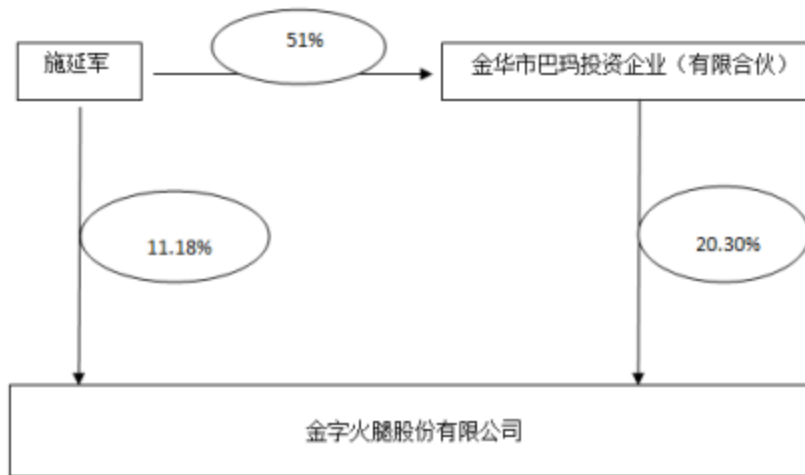 51%
施延军
金华市巴玛投资企业（有限合伙）
11.18%
20.30%
金字火腿股份有限公司